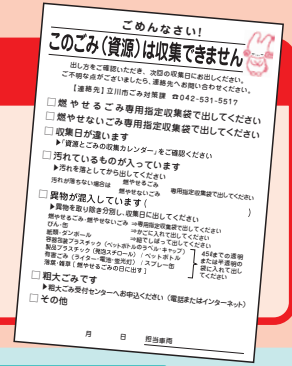 ごめんなさい!
このごみ(資源)は収集できません
出し方をご確認いただき、次回の収集日にお出しください。
ご不明な点がございましたら、連絡先へお問い合わせください。
【連絡先】立川市ごみ対策課 ☎042-531-5517
□燃やせるごみ専用指定収集袋で出してください
□燃やせないごみ専用指定収集袋で出してください
□収集日が違います
▶「資源とごみの収集カレンダー」をご確認ください
□汚れているものが入っています
▶汚れを落としてから出してください
汚れが落ちない場合は 燃やせるごみ
燃やせないごみ 専用指定収集袋で出してください
□異物が混入しています( )
▶異物を取り除き分別し、収集日に出してください
燃やせるごみ・燃やせないごみ ⇒専用指定収集袋で出してください
びん・缶 ⇒かごに入れて出してください
紙類・ダンボール ⇒紐でしばって出してください
容器包装プラスチック(ペットボトルのラベル・キャップ)
製品プラスチック(発泡スチロール)/ペットボトル
有害ごみ(ライター・電池・蛍光灯)/スプレー缶
落葉・雑草[燃やせるごみの日に出す]
45ℓまでの透明
または半透明の
袋に入れて出し
てください
□粗大ごみです
▶粗大ごみ受付センターへお申込ください(電話またはインターネット)
□その他
月 日 担当車両